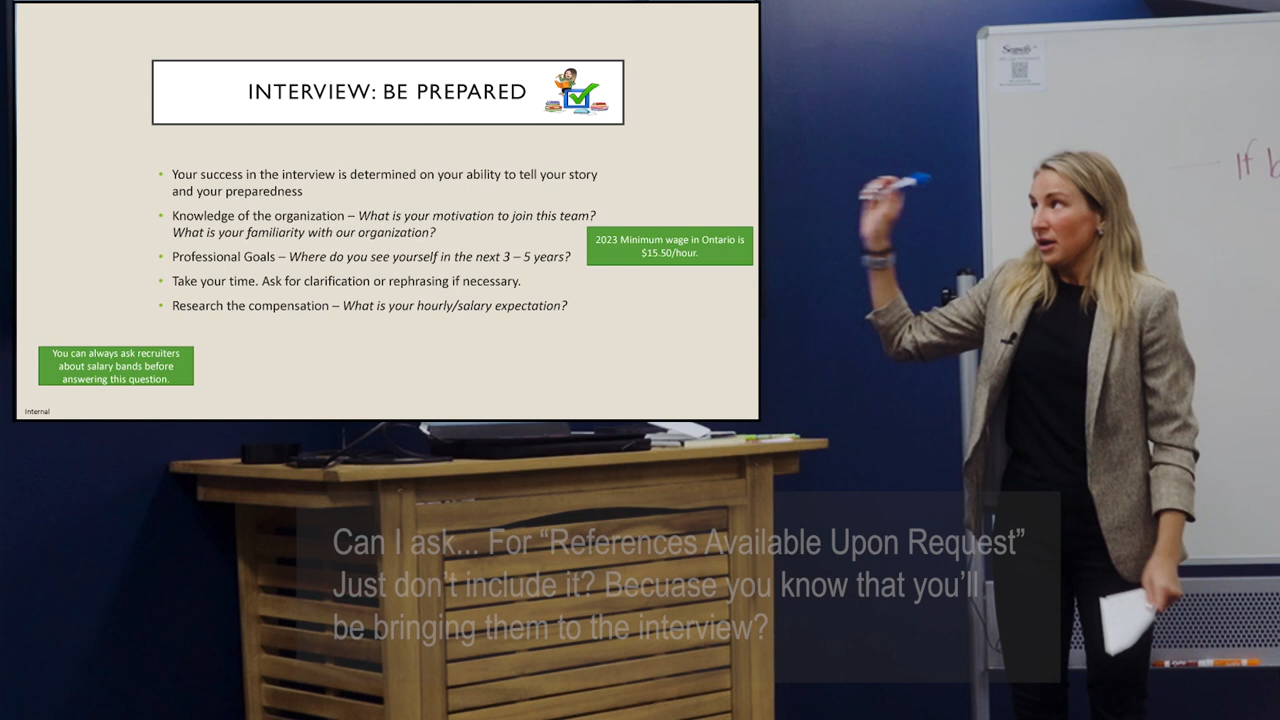 INTERVIEW: BE PREPARED
• Your success in the interview is determined on your ability to tell your story
and your preparedness
• Knowledge of the organization – What is your motivation to join this team?
What is your familiarity with our organization?
• Professional Goals – Where do you see yourself in the next 3 – 5 years?
• Take your time. Ask for clarification or rephrasing if necessary.
• Research the compensation – What is your hourly/salary expectation?
2023 Minimum wage in Ontario is
$15.50/hour.
You can always ask recruiters
about salary bands before
answering this question.
Internal
If
Can I ask... For “References Available Upon Request”
Just don’t include it? Becuase you know that you’ll
be bringing them to the interview?